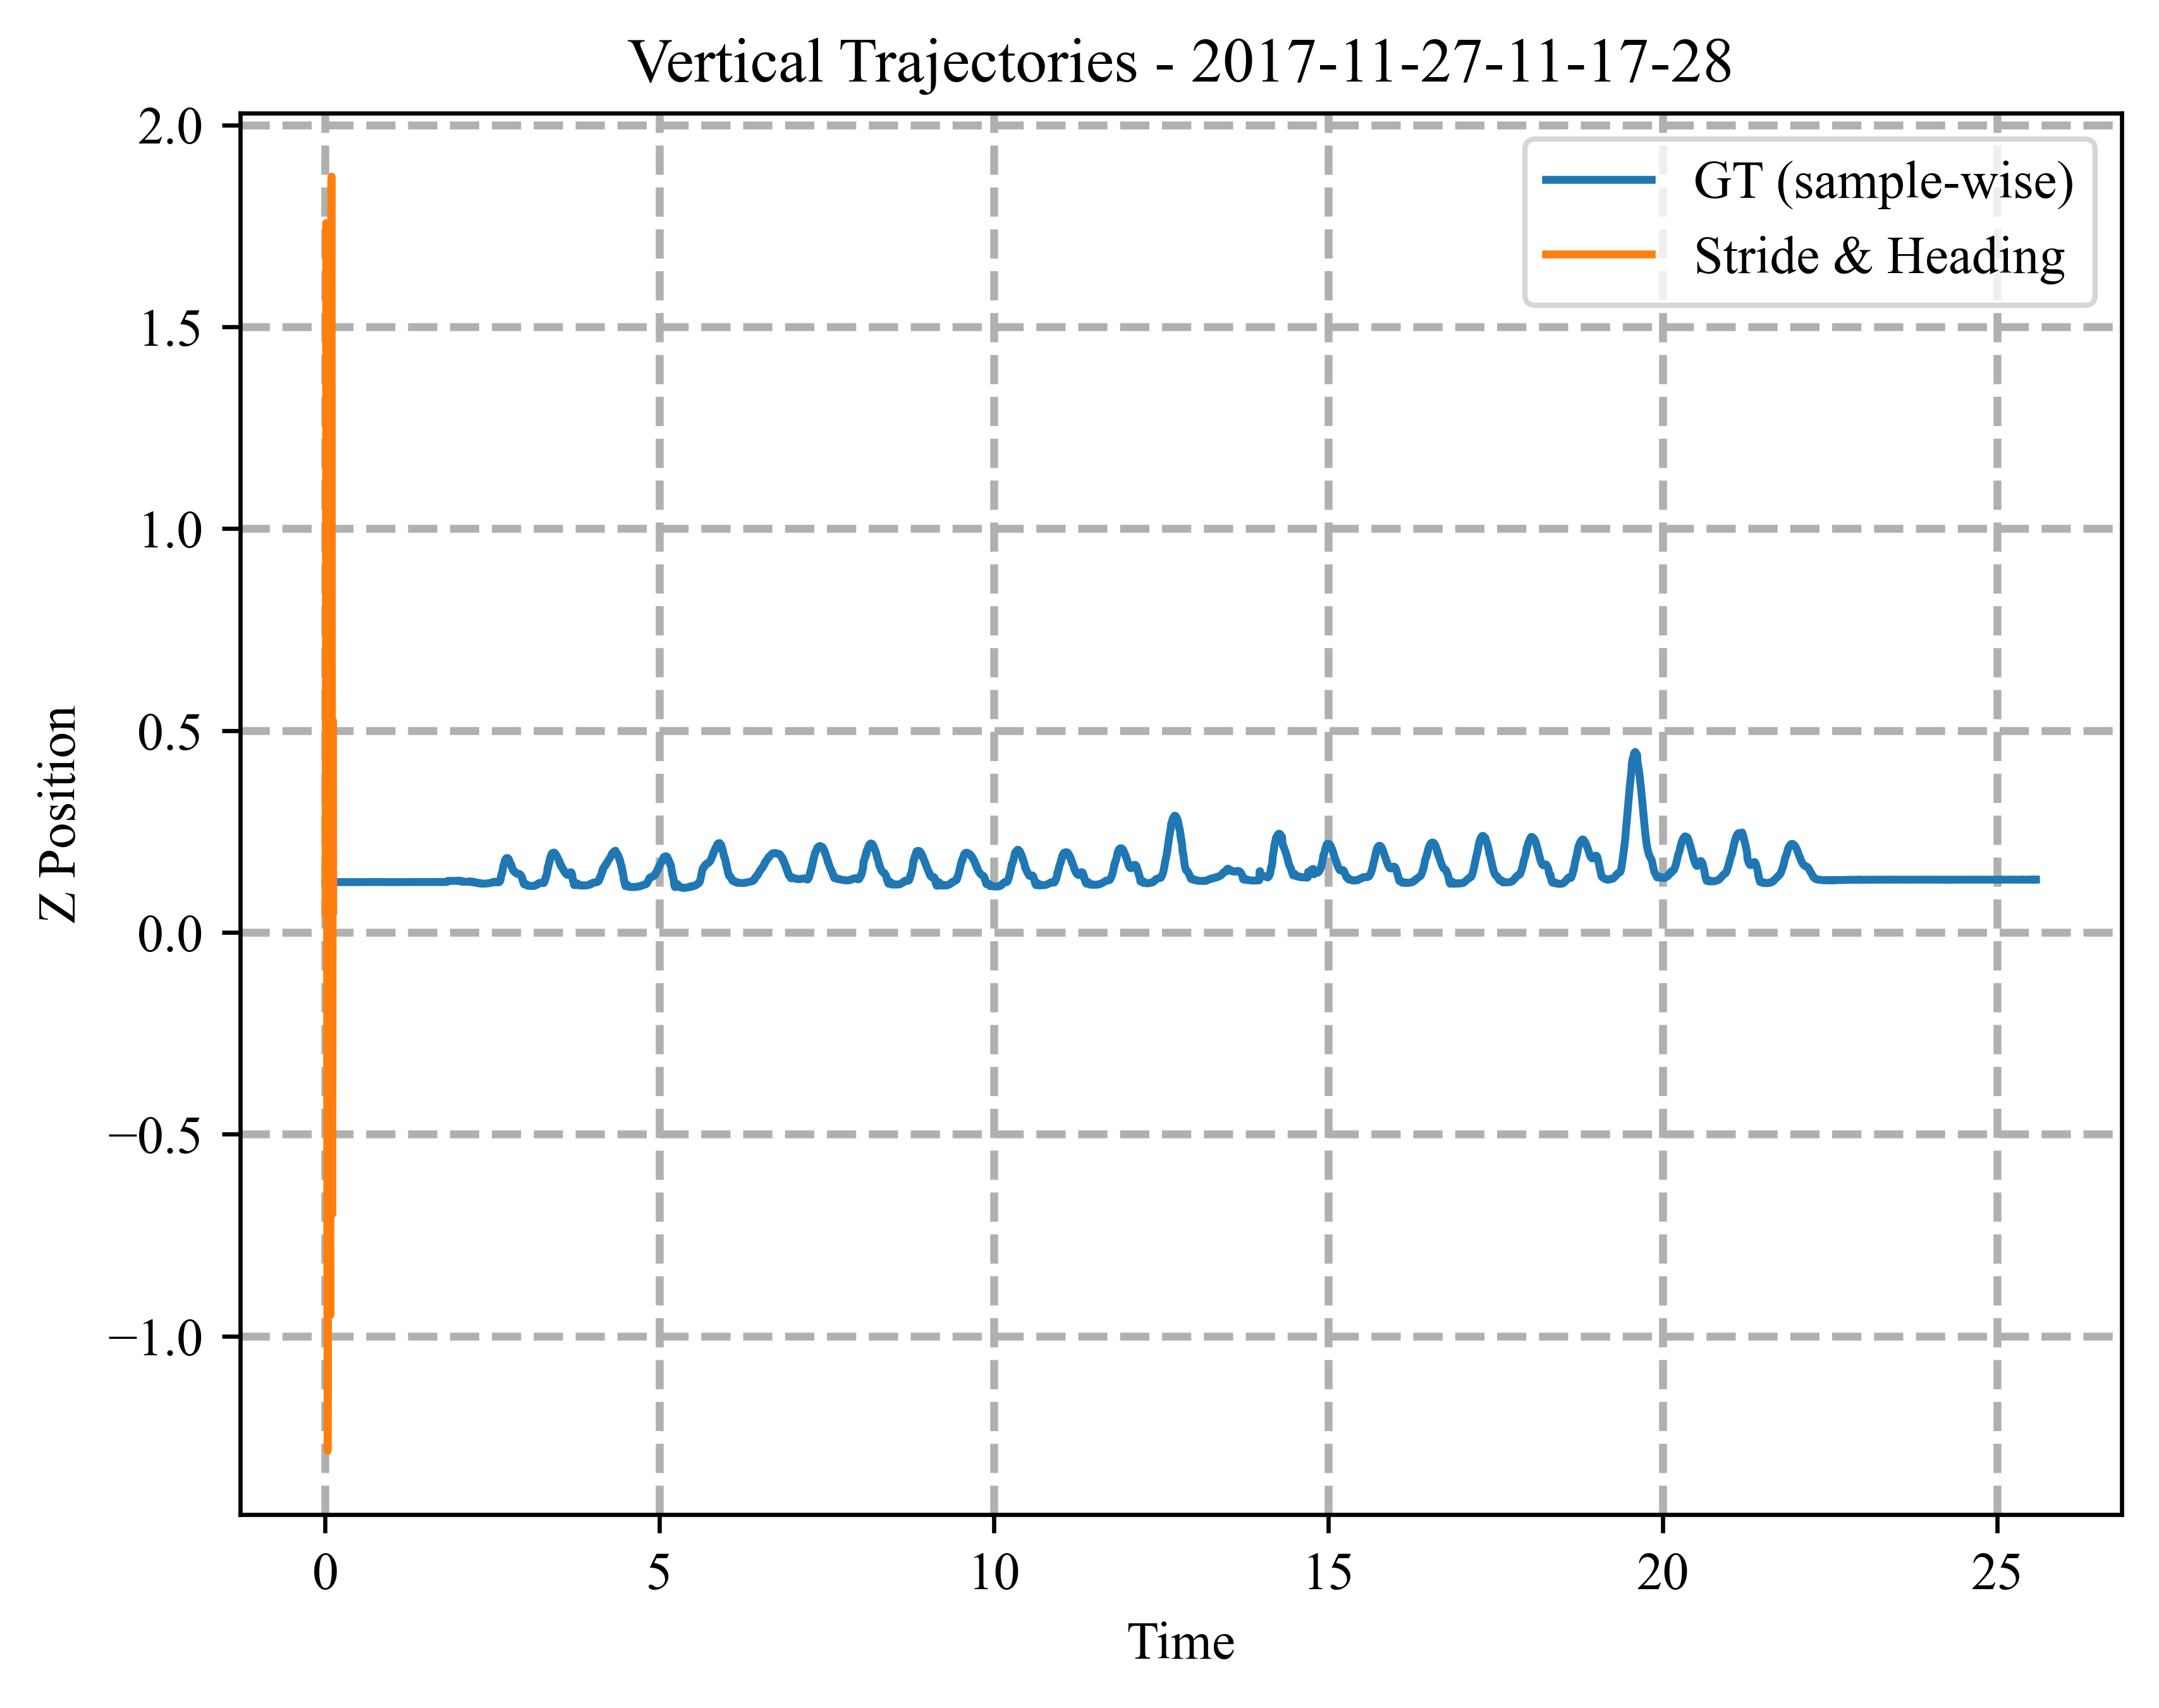 Vertical Trajectories - 2017-11-27-11-17-28
2.0
1.5
1.0
0.5
0.0
−0.5
−1.0
Z Position
GT (sample-wise)
Stride & Heading
0 5 10 15 20 25
Time